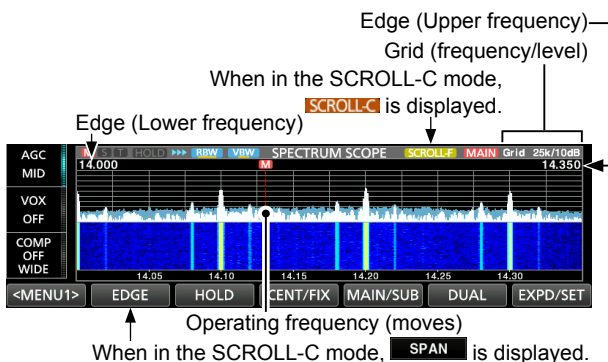 Edge (Upper frequency)
Grid (frequency/level)
When in the SCROLL-C mode,
SCROLL-C is displayed.
Edge (Lower frequency)
AGC
MID
HOLD RBW VBW SPECTRUM SCOPE SCROLL-F MAIN Grid 25k/10dB
14.000 M 14.350
VOX
OFF
COMP
OFF
WIDE
14.05 14.10 14.15 14.20 14.25 14.30
<MENU1> EDGE HOLD CENT/FIX MAIN/SUB DUAL EXPD/SET
Operating frequency (moves)
When in the SCROLL-C mode, SPAN is displayed.